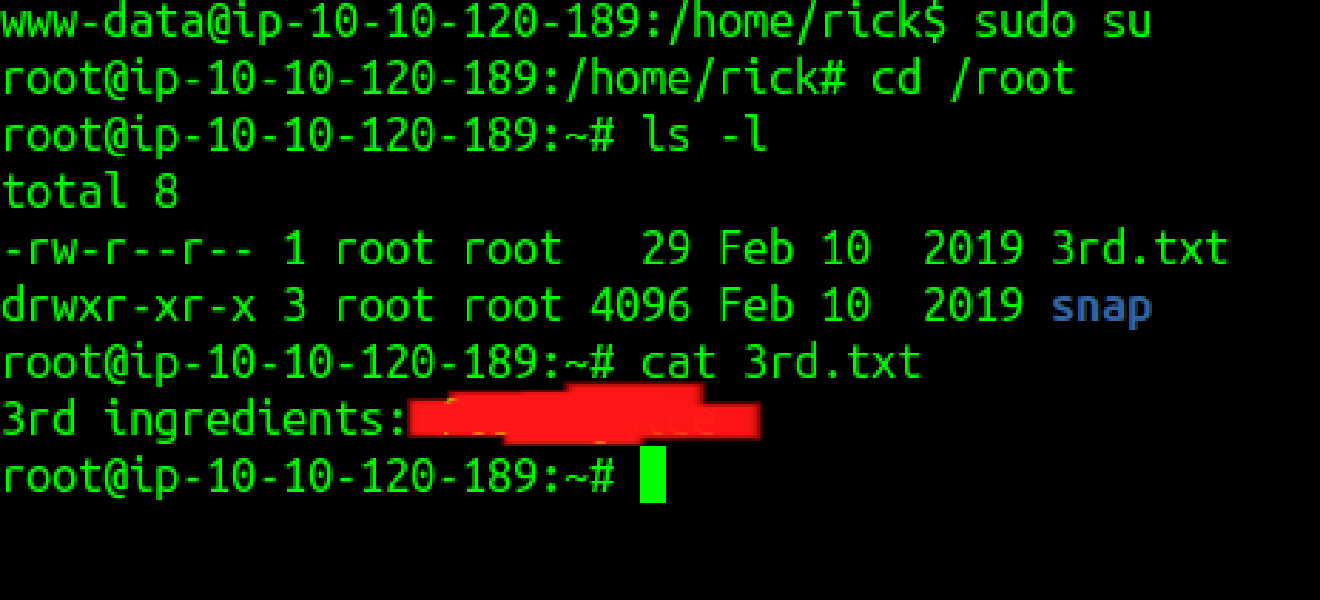 www-data@ip-10-10-120-189:/home/rick$ sudo su
root@ip-10-10-120-189:/home/rick# cd /root
root@ip-10-10-120-189:~# ls -l
total 8
-rw-r--r-- 1 root root   29 Feb 10  2019 3rd.txt
drwxr-xr-x 3 root root 4096 Feb 10  2019 snap
root@ip-10-10-120-189:~# cat 3rd.txt
3rd ingredients:
root@ip-10-10-120-189:~#